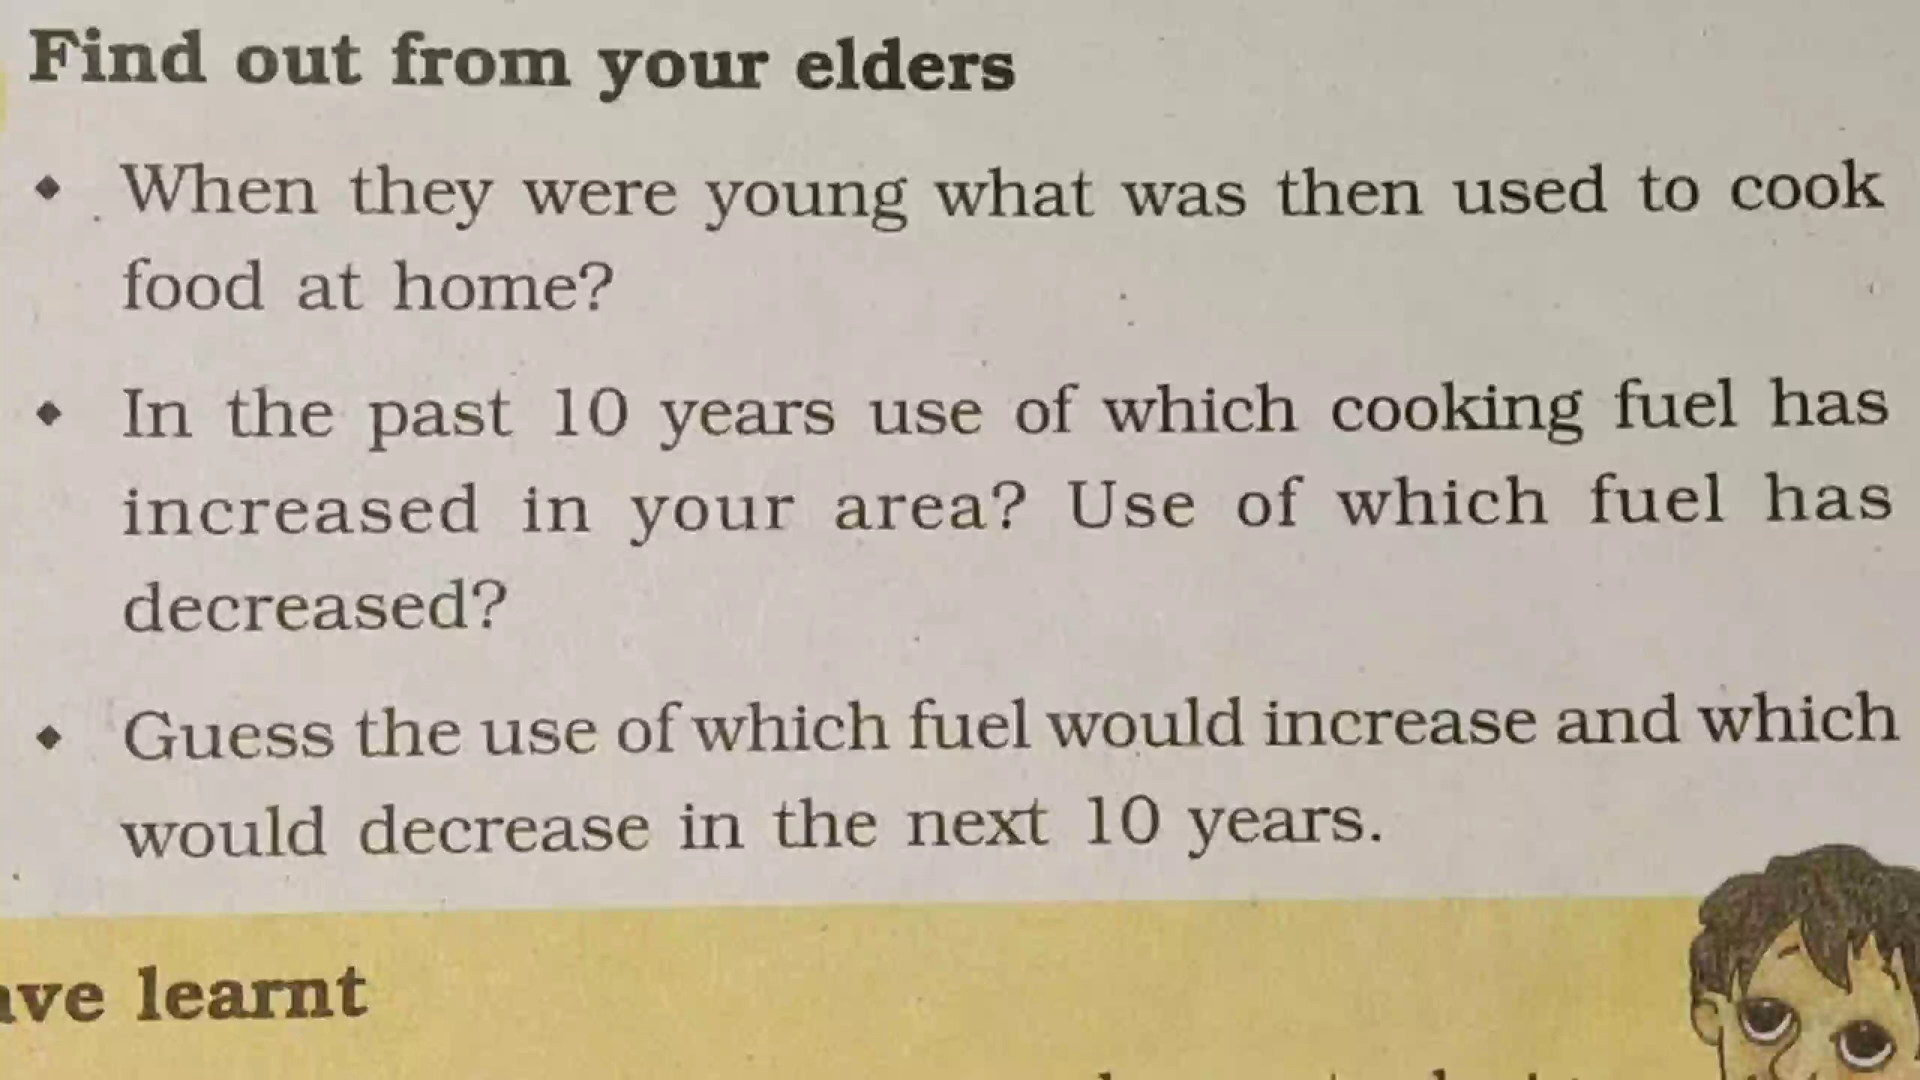 Find out from your elders
◆ When they were young what was then used to cook
food at home?
◆ In the past 10 years use of which cooking fuel has
increased in your area? Use of which fuel has
decreased?
◆ Guess the use of which fuel would increase and which
would decrease in the next 10 years.
learnt